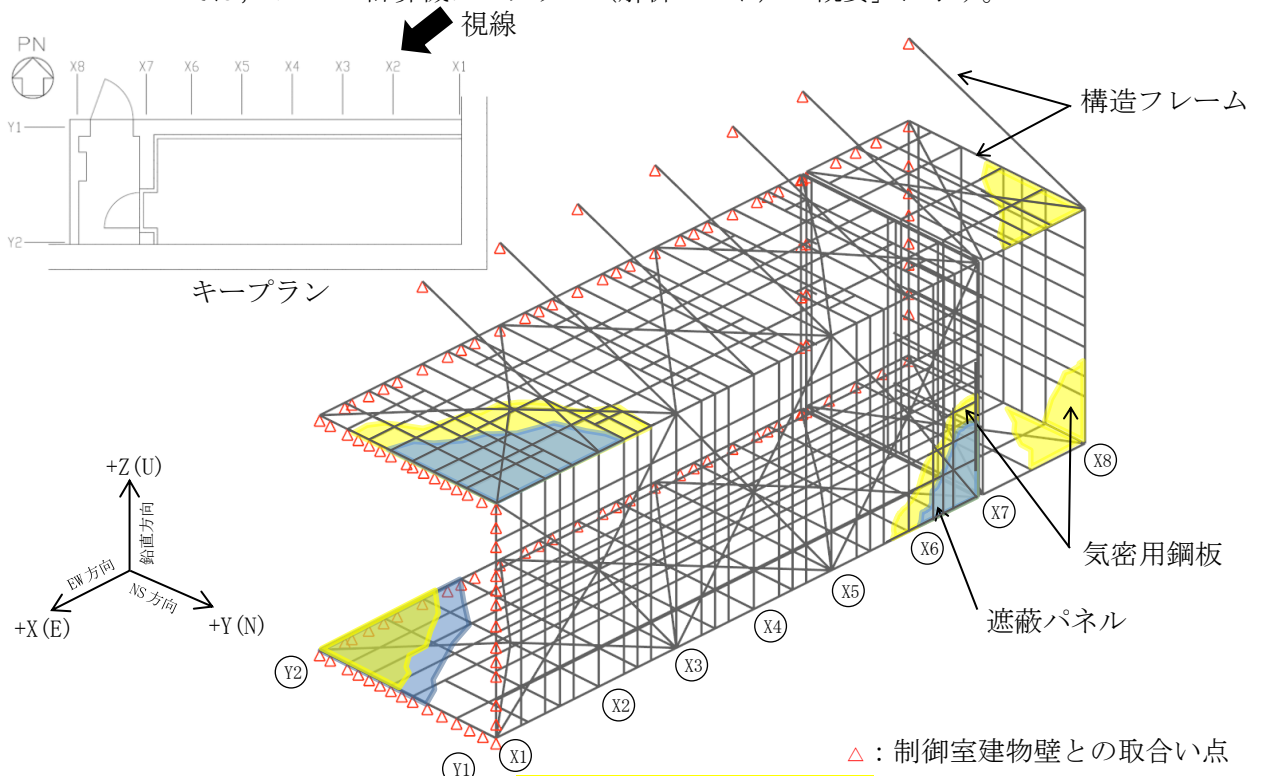 視線
PN
X8 X7 X6 X5 X4 X3 X2 X1
Y1
Y2
キープラン
構造フレーム
+Z(U)
鉛直方向
EW方向
NS方向
+X(E)
+Y(N)
X8
X7
X6
気密用鋼板
X5
遮蔽パネル
X4
X3
Y2
X2
X1
Y1
△：制御室建物壁との取合い点